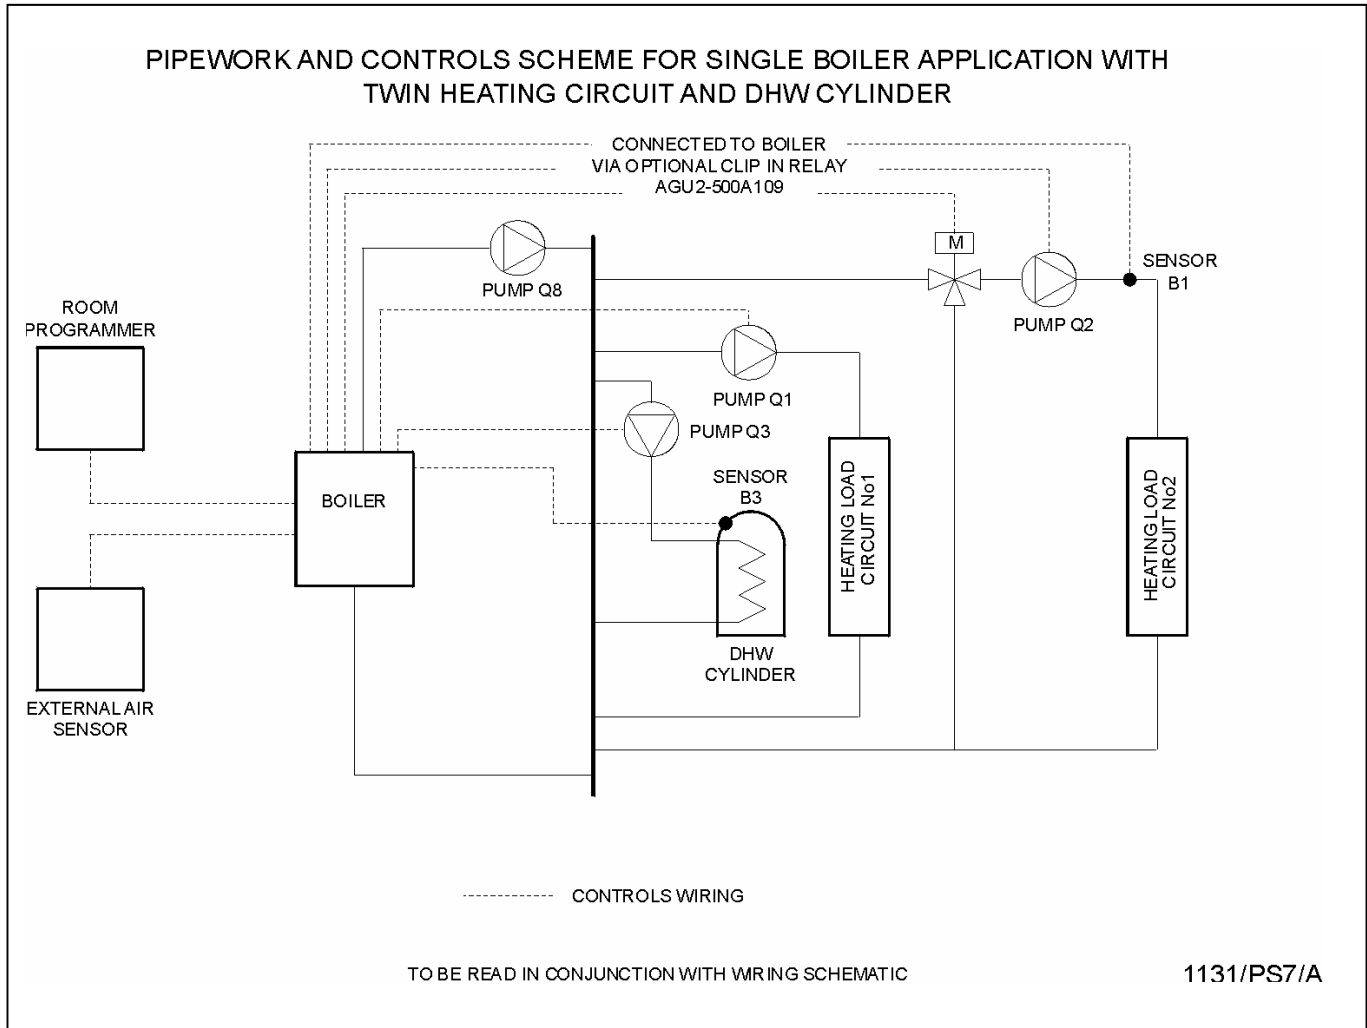 PIPEWORK AND CONTROLS SCHEME FOR SINGLE BOILER APPLICATION WITH
TWIN HEATING CIRCUIT AND DHW CYLINDER
CONNECTED TO BOILER
VIA OPTIONAL CLIP IN RELAY
AGU2-500A109
M
SENSOR
B1
PUMP Q8
PUMP Q2
ROOM
PROGRAMMER
PUMP Q1
PUMP Q3
SENSOR
B3
BOILER
HEATING LOAD
CIRCUIT No1
HEATING LOAD
CIRCUIT No2
DHW
CYLINDER
EXTERNAL AIR
SENSOR
CONTROLS WIRING
TO BE READ IN CONJUNCTION WITH WIRING SCHEMATIC
1131/PS7/A